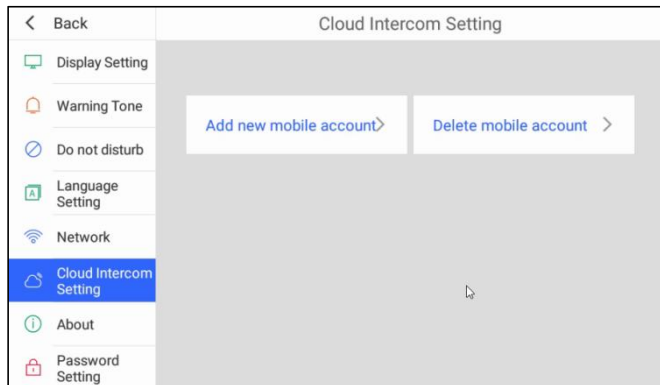 Back
Cloud Intercom Setting
Display Setting
Warning Tone
Do not disturb
Language
Setting
Network
Cloud Intercom
Setting
About
Password
Setting
Add new mobile account
Delete mobile account